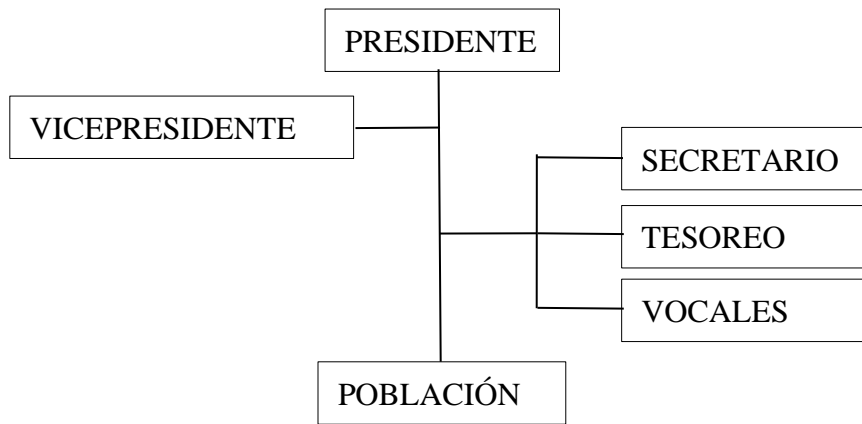 PRESIDENTE
VICEPRESIDENTE
SECRETARIO
TESOREO
VOCALES
POBLACIÓN